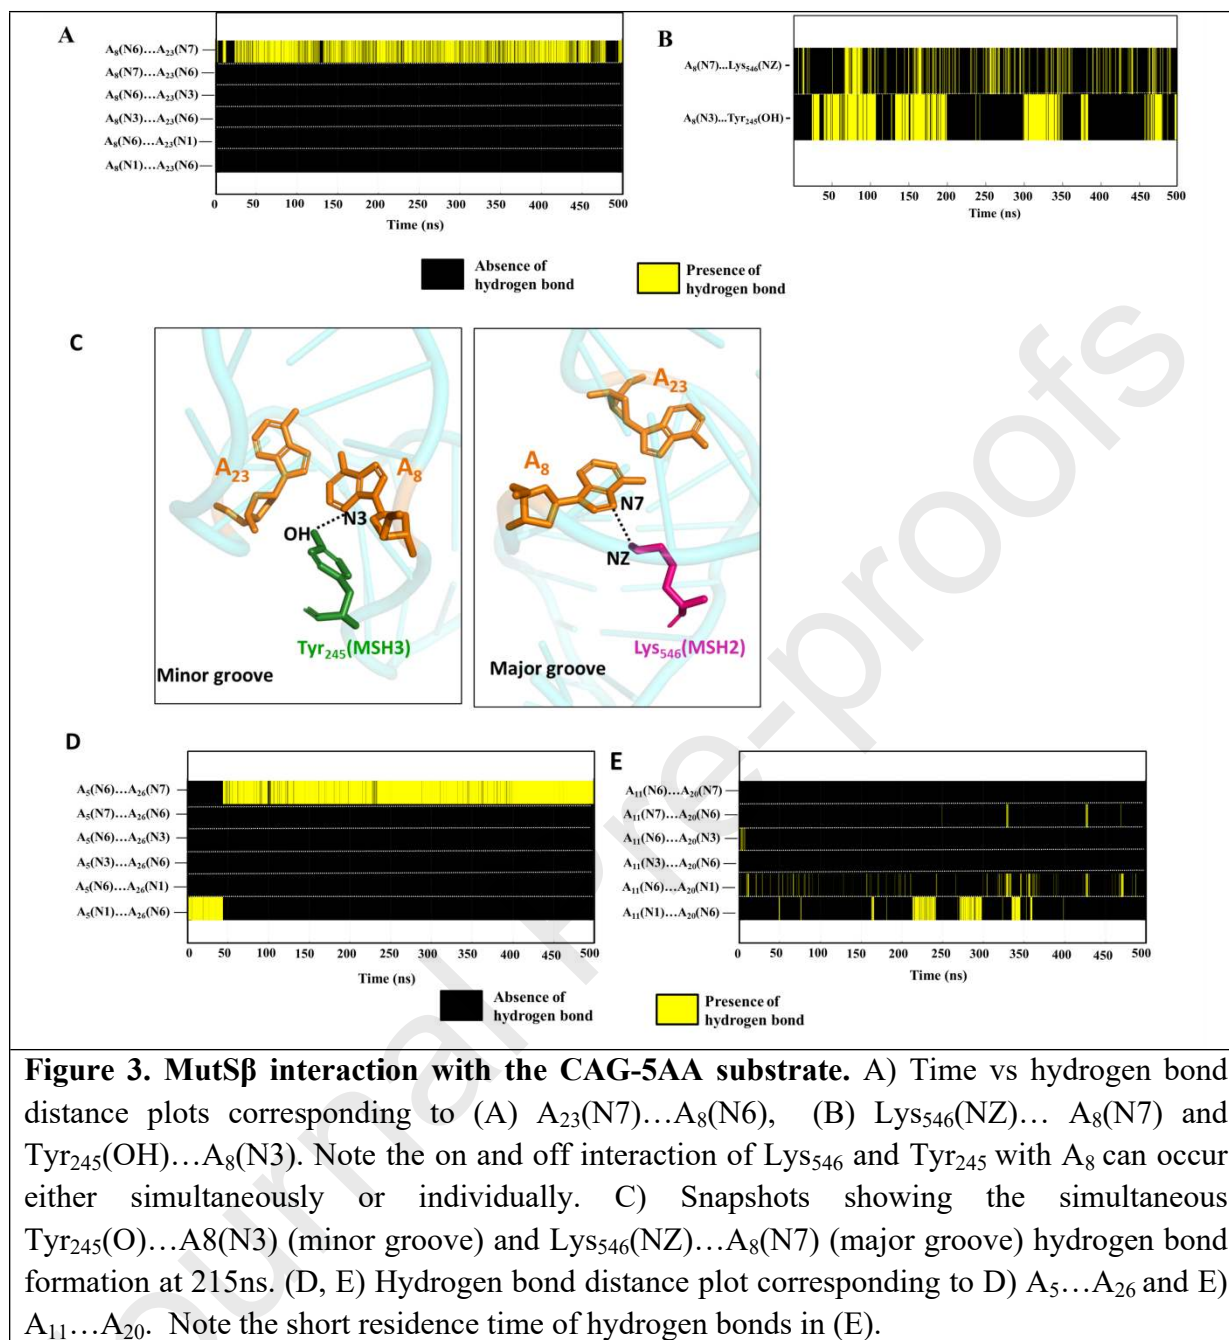 A
A₈(N6)...A₂₃(N7)
A₈(N7)...A₂₃(N6)
A₈(N6)...A₂₃(N3)
A₈(N3)...A₂₃(N6)
A₈(N6)...A₂₃(N1)
A₈(N1)...A₂₃(N6)
0 50 100 150 200 250 300 350 400 450 500
Time (ns)
B
A₈(N7)...Lys₅₄₆(NZ)
A₈(N3)...Tyr₂₄₅(OH)
50 100 150 200 250 300 350 400 450 500
Time (ns)
Absence of
hydrogen bond
Presence of
hydrogen bond
C
A₂₃
A₈
OH
N3
Tyr₂₄₅(MSH3)
Minor groove
A₂₃
A₈
N7
NZ
Lys₅₄₆(MSH2)
Major groove
D
A₅(N6)...A₂₆(N7)
A₅(N7)...A₂₆(N6)
A₅(N6)...A₂₆(N3)
A₅(N3)...A₂₆(N6)
A₅(N6)...A₂₆(N1)
A₅(N1)...A₂₆(N6)
0 50 100 150 200 250 300 350 400 450 500
Time (ns)
E
A₁₁(N6)...A₂₀(N7)
A₁₁(N7)...A₂₀(N6)
A₁₁(N6)...A₂₀(N3)
A₁₁(N3)...A₂₀(N6)
A₁₁(N6)...A₂₀(N1)
A₁₁(N1)...A₂₀(N6)
0 50 100 150 200 250 300 350 400 450 500
Time (ns)
Absence of
hydrogen bond
Presence of
hydrogen bond
Figure 3. MutSβ interaction with the CAG-5AA substrate. A) Time vs hydrogen bond
distance plots corresponding to (A) A₂₃(N7)…A₈(N6), (B) Lys₅₄₆(NZ)… A₈(N7) and
Tyr₂₄₅(OH)…A₈(N3). Note the on and off interaction of Lys₅₄₆ and Tyr₂₄₅ with A₈ can occur
either simultaneously or individually. C) Snapshots showing the simultaneous
Tyr₂₄₅(O)…A8(N3) (minor groove) and Lys₅₄₆(NZ)…A₈(N7) (major groove) hydrogen bond
formation at 215ns. (D, E) Hydrogen bond distance plot corresponding to D) A₅…A₂₆ and E)
A₁₁…A₂₀. Note the short residence time of hydrogen bonds in (E).
Journal Pre-proofs